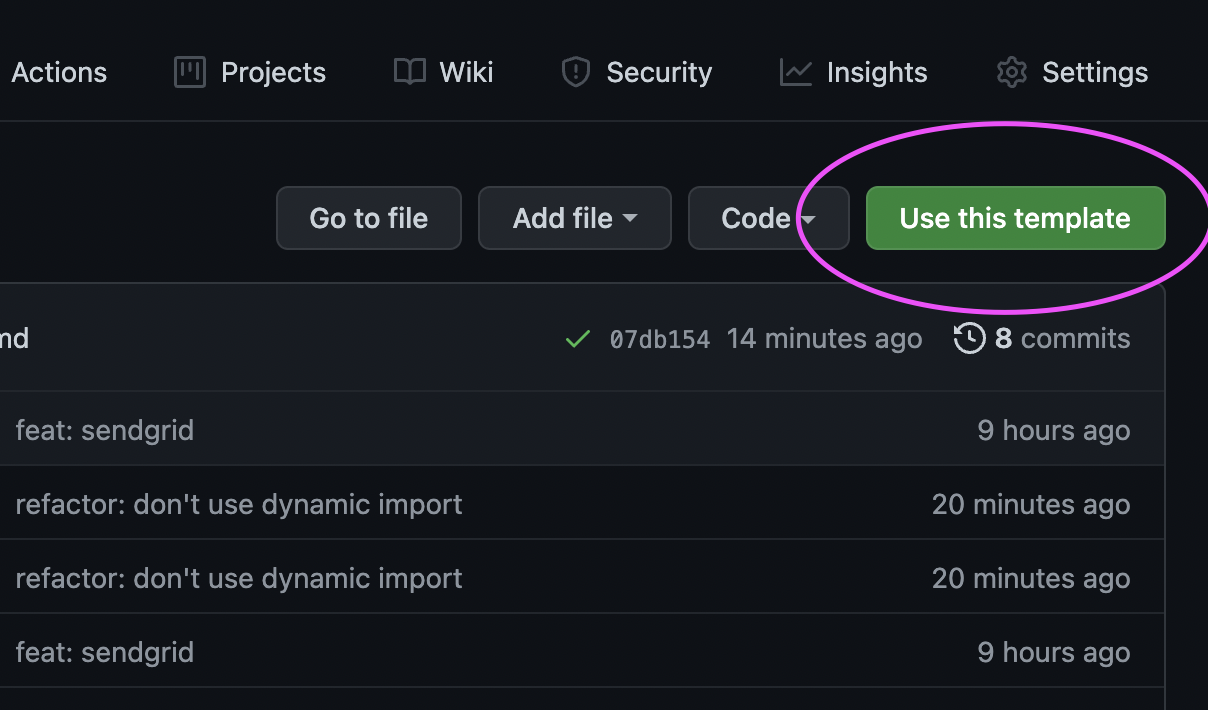 Actions Projects Wiki Security Insights Settings
Go to file Add file Code Use this template
md 07db154 14 minutes ago 8 commits
feat: sendgrid 9 hours ago
refactor: don't use dynamic import 20 minutes ago
refactor: don't use dynamic import 20 minutes ago
feat: sendgrid 9 hours ago